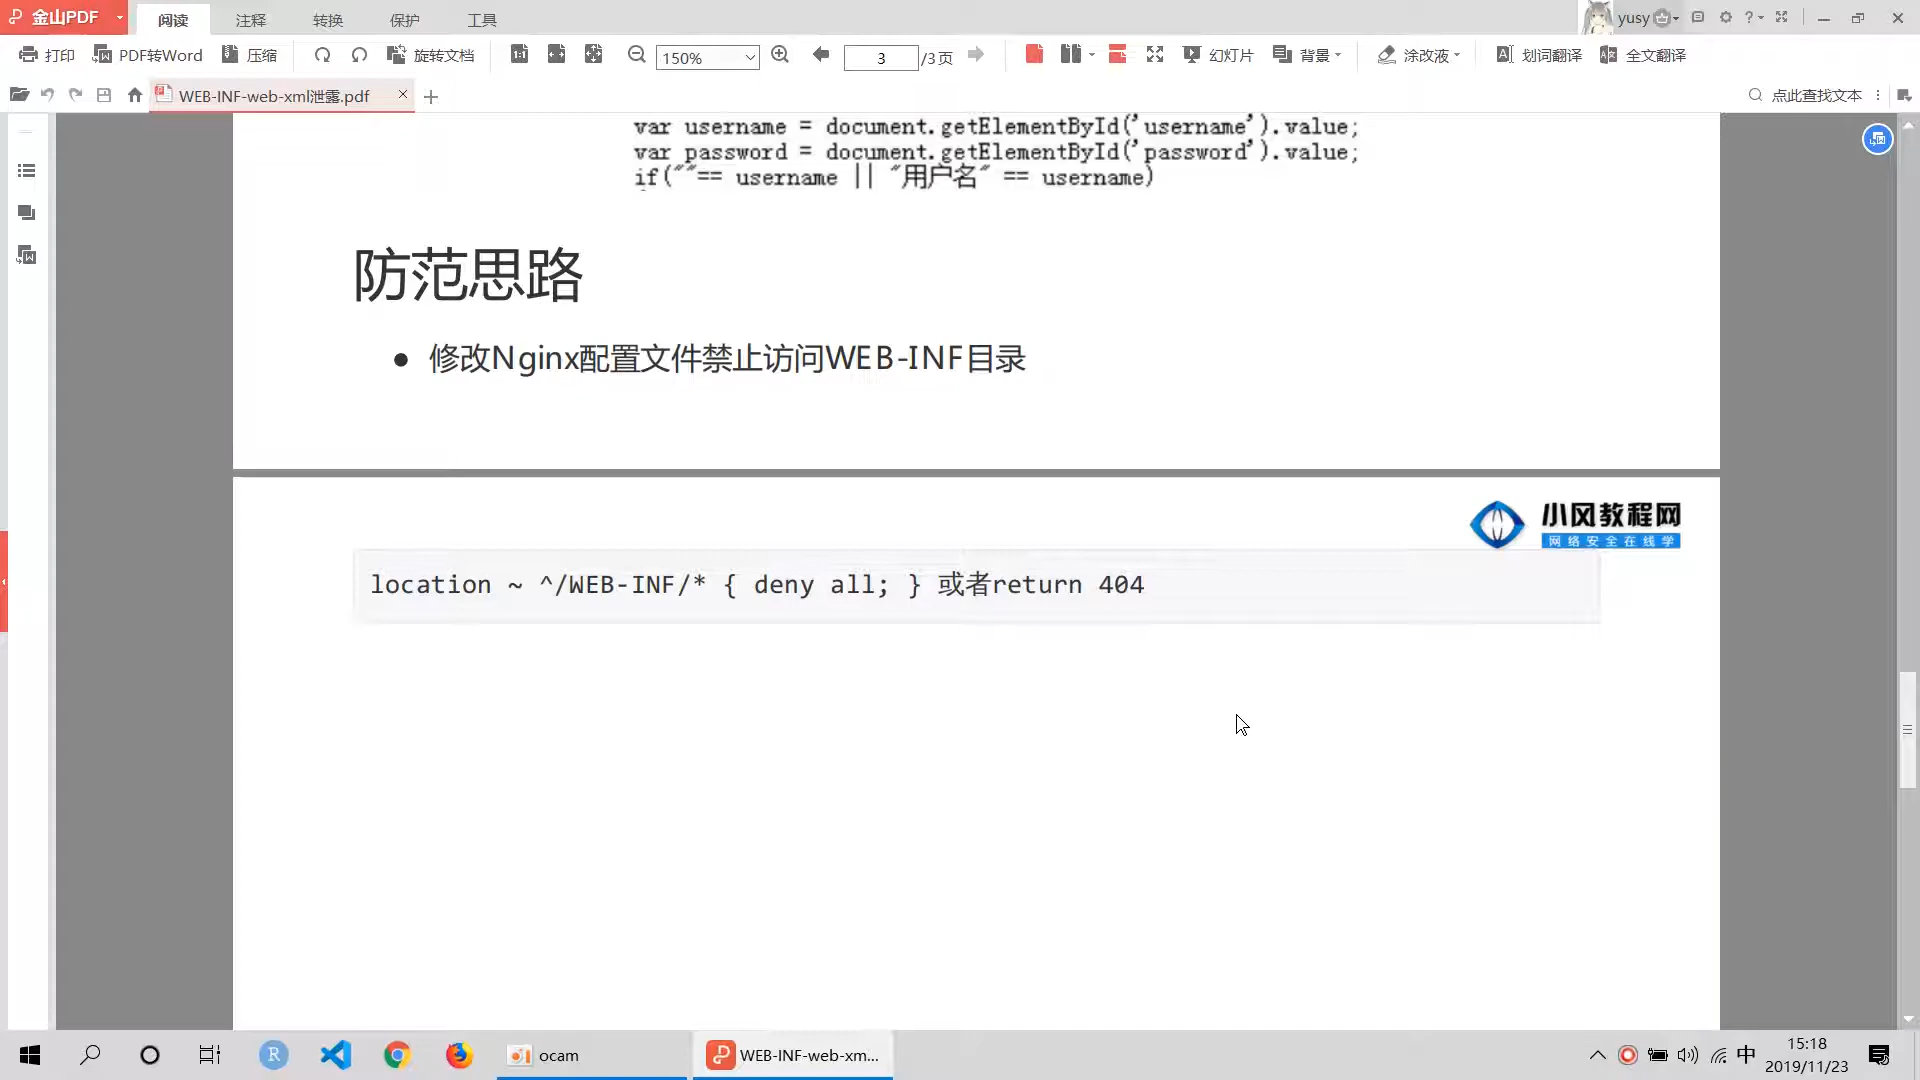 金山PDF
阅读
注释
转换
保护
工具
yusy
打印
PDF转Word
压缩
旋转文档
150%
3
/3页
幻灯片
背景
涂改液
划词翻译
全文翻译
WEB-INF-web-xml泄露.pdf
点此查找文本
var username = document.getElementById('username').value;
var password = document.getElementById('password').value;
if(""== username || "用户名" == username)
防范思路
● 修改Nginx配置文件禁止访问WEB-INF目录
小风教程网
网络安全在线学
location ~ ^/WEB-INF/* { deny all; } 或者return 404
ocam
WEB-INF-web-xm...
中
15:18
2019/11/23